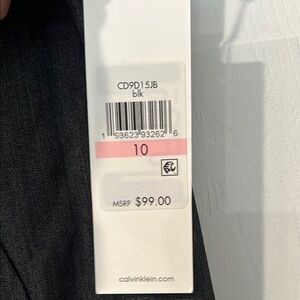 CD9D15JB
blk
1 93623 93262 6
10
MSRP $99.00
calvinklein.com